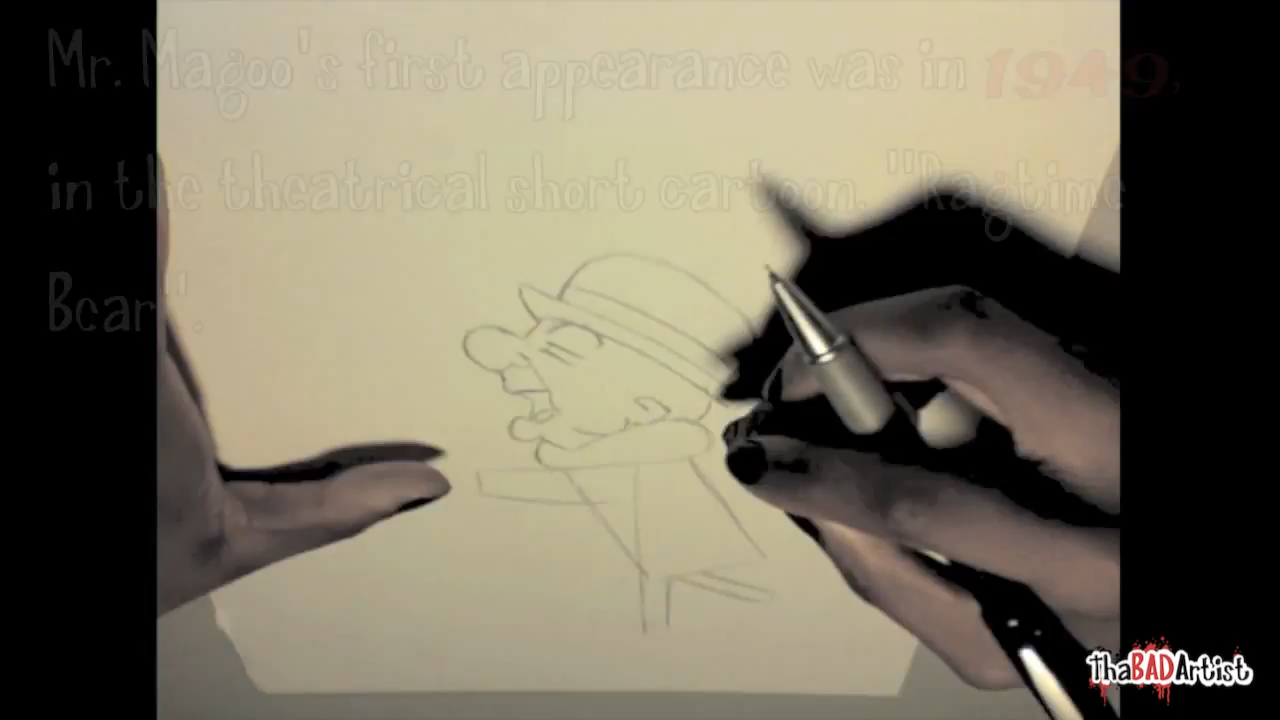 Mr. Magoo's first appearance was in 1949,
in the theatrical short cartoon. "Ragtime
Bear".
ThaBADArtist